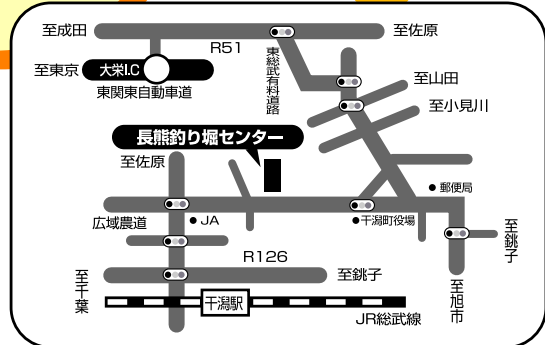 至成田
至佐原
R51
至東京
大栄I.C
東関東自動車道
東総武有料道路
至山田
至小見川
長熊釣り堀センター
至佐原
郵便局
広域農道
JA
干潟町役場
至銚子
R126
至千葉
至銚子
至旭市
干潟駅
JR総武線